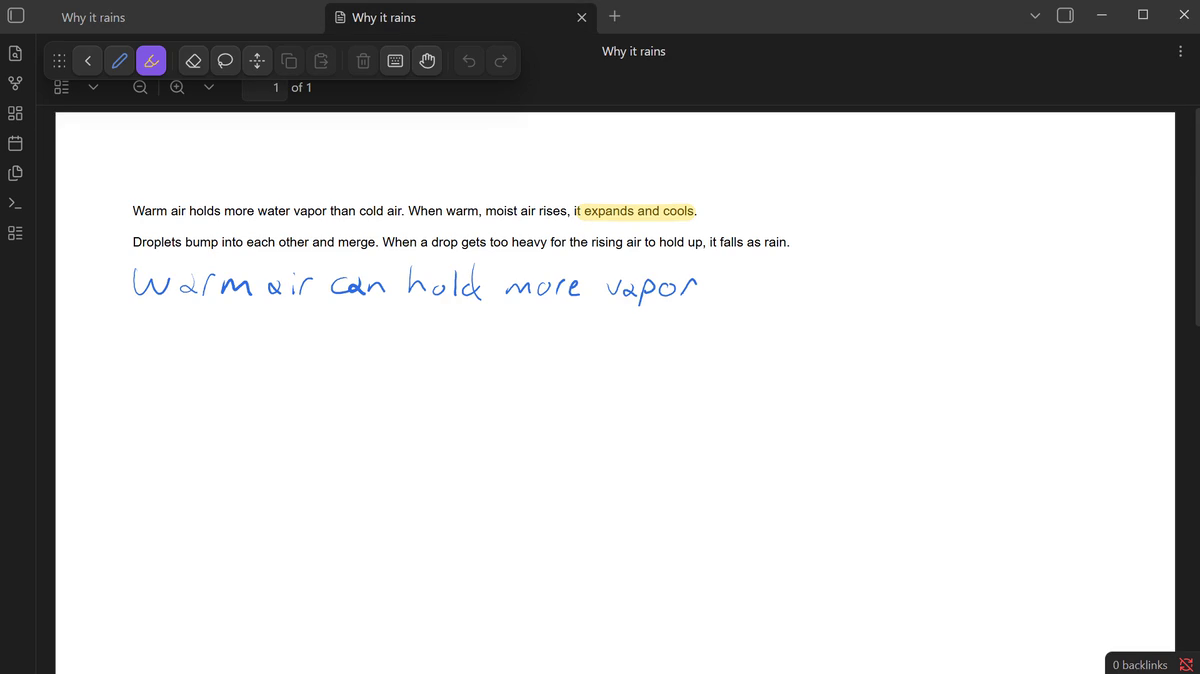 Why it rains
Why it rains
Why it rains
1 of 1
Warm air holds more water vapor than cold air. When warm, moist air rises, it expands and cools.
Droplets bump into each other and merge. When a drop gets too heavy for the rising air to hold up, it falls as rain.
Warm air can hold more vapor
0 backlinks